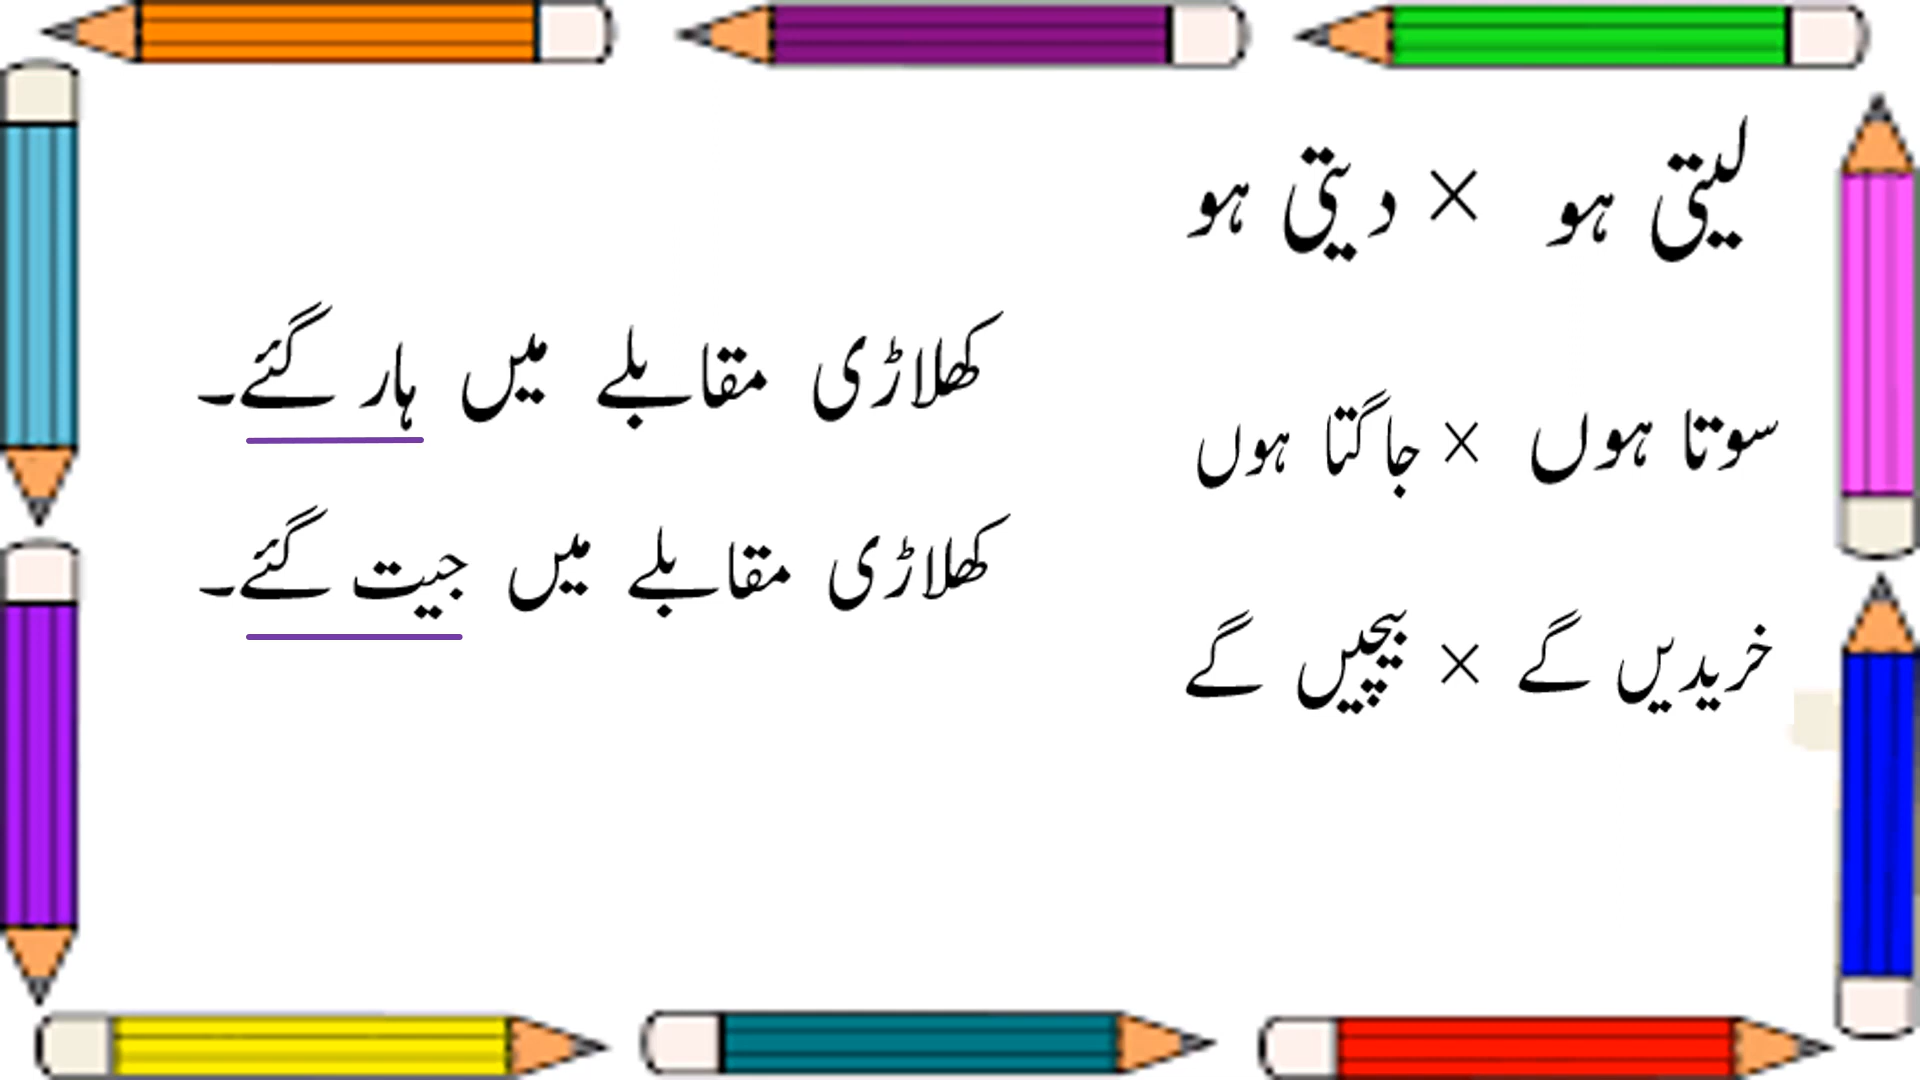 لیتی ہو × دیتی ہو
سوتا ہوں × جاگتا ہوں
خریدیں گے × بیچیں گے
کھلاڑی مقابلے میں ہار گئے۔
کھلاڑی مقابلے میں جیت گئے۔